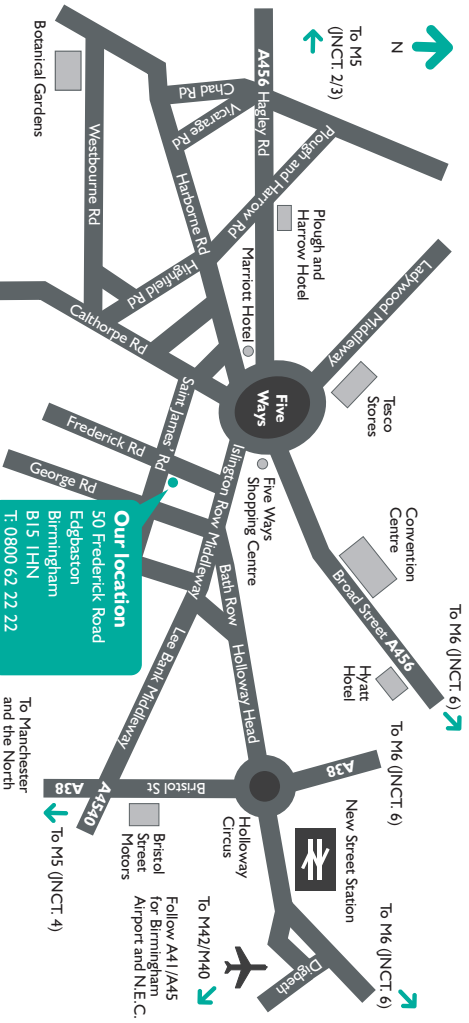 N
To M5
(JNCT. 2/3)
A456 Hagley Rd
Chad Rd
Vicarage Rd
Plough and Harrow Rd
Harborne Rd
Highfield Rd
Botanical Gardens
Westbourne Rd
Calthorpe Rd
Plough and
Harrow Hotel
Marriott Hotel
Ladywood Middleway
Tesco
Stores
Five
Ways
Five Ways
Shopping Centre
Saint James' Rd
Frederick Rd
George Rd
Islington Row Middleway
Bath Row
Holloway Head
Lee Bank Middleway
Convention
Centre
Broad Street A456
Hyatt
Hotel
To M6 (JNCT. 6)
Our location
50 Frederick Road
Edgbaston
Birmingham
B15 1HN
T: 0800 62 22 22
To M6 (JNCT. 6)
A38
New Street Station
Holloway
Circus
Bristol St
A38
A4540
Bristol
Street
Motors
To Manchester
and the North
To M5 (JNCT. 4)
To M6 (JNCT. 6)
Digbeth
To M42/M40
Follow A41/A45
for Birmingham
Airport and N.E.C.